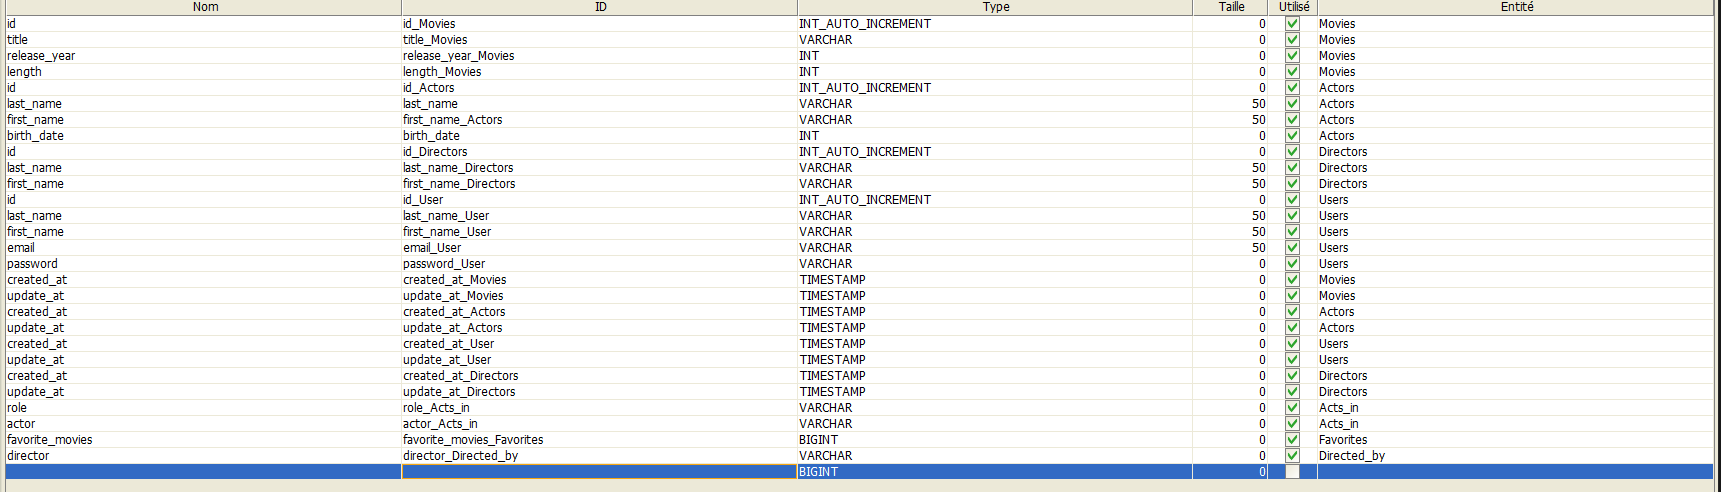 Nom ID Type Taille Utilisé Entité
id id_Movies INT_AUTO_INCREMENT 0 Movies
title title_Movies VARCHAR 0 Movies
release_year release_year_Movies INT 0 Movies
length length_Movies INT 0 Movies
id id_Actors INT_AUTO_INCREMENT 0 Actors
last_name last_name VARCHAR 50 Actors
first_name first_name_Actors VARCHAR 50 Actors
birth_date birth_date INT 0 Actors
id id_Directors INT_AUTO_INCREMENT 0 Directors
last_name last_name_Directors VARCHAR 50 Directors
first_name first_name_Directors VARCHAR 50 Directors
id id_User INT_AUTO_INCREMENT 0 Users
last_name last_name_User VARCHAR 50 Users
first_name first_name_User VARCHAR 50 Users
email email_User VARCHAR 50 Users
password password_User VARCHAR 0 Users
created_at created_at_Movies TIMESTAMP 0 Movies
update_at update_at_Movies TIMESTAMP 0 Movies
created_at created_at_Actors TIMESTAMP 0 Actors
update_at update_at_Actors TIMESTAMP 0 Actors
created_at created_at_User TIMESTAMP 0 Users
update_at update_at_User TIMESTAMP 0 Users
created_at created_at_Directors TIMESTAMP 0 Directors
update_at update_at_Directors TIMESTAMP 0 Directors
role role_Acts_in VARCHAR 0 Acts_in
actor actor_Acts_in VARCHAR 0 Acts_in
favorite_movies favorite_movies_Favorites BIGINT 0 Favorites
director director_Directed_by VARCHAR 0 Directed_by
BIGINT 0